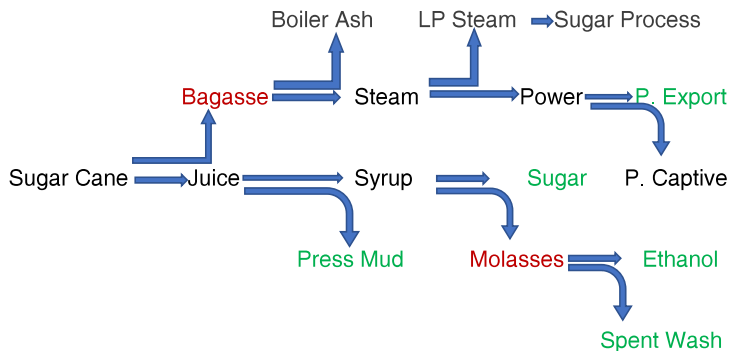 Boiler Ash
LP Steam
Sugar Process
Bagasse
Steam
Power
P. Export
Sugar Cane
Juice
Syrup
Sugar
P. Captive
Press Mud
Molasses
Ethanol
Spent Wash